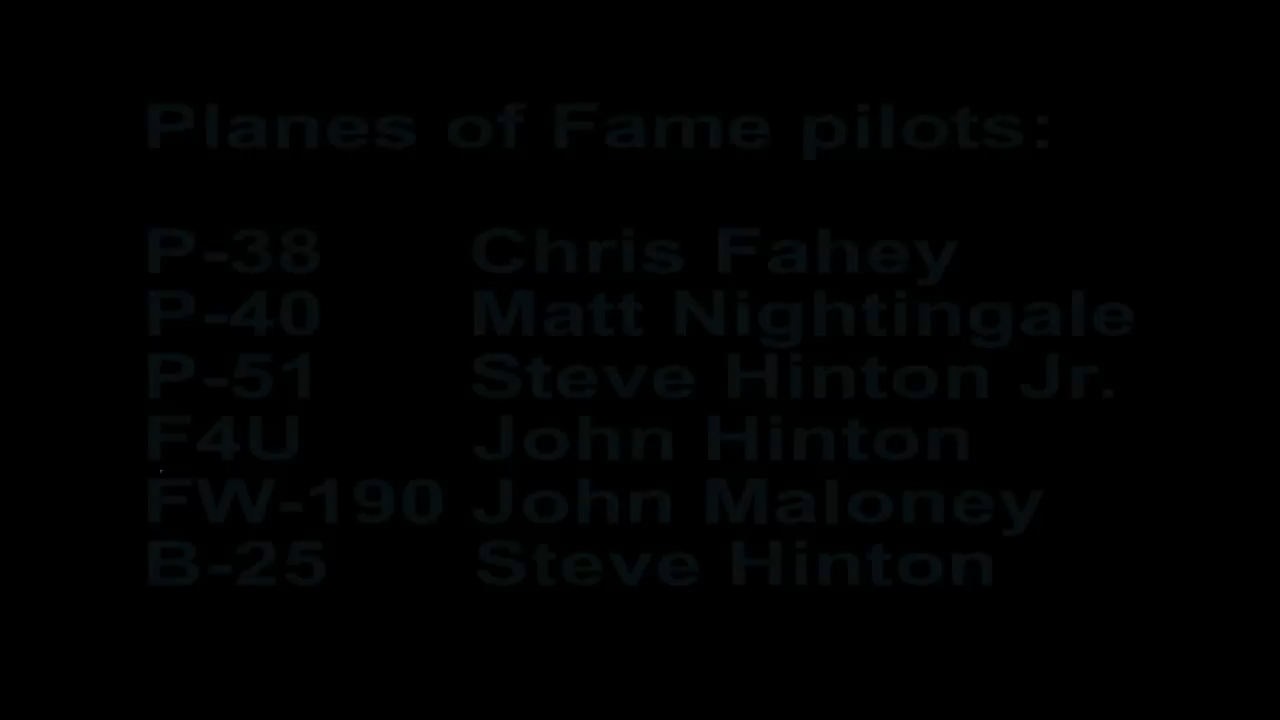 Planes of Fame pilots:
P-38 Chris Fahey
P-40 Matt Nightingale
P-51 Steve Hinton Jr.
F4U John Hinton
FW-190 John Maloney
B-25 Steve Hinton